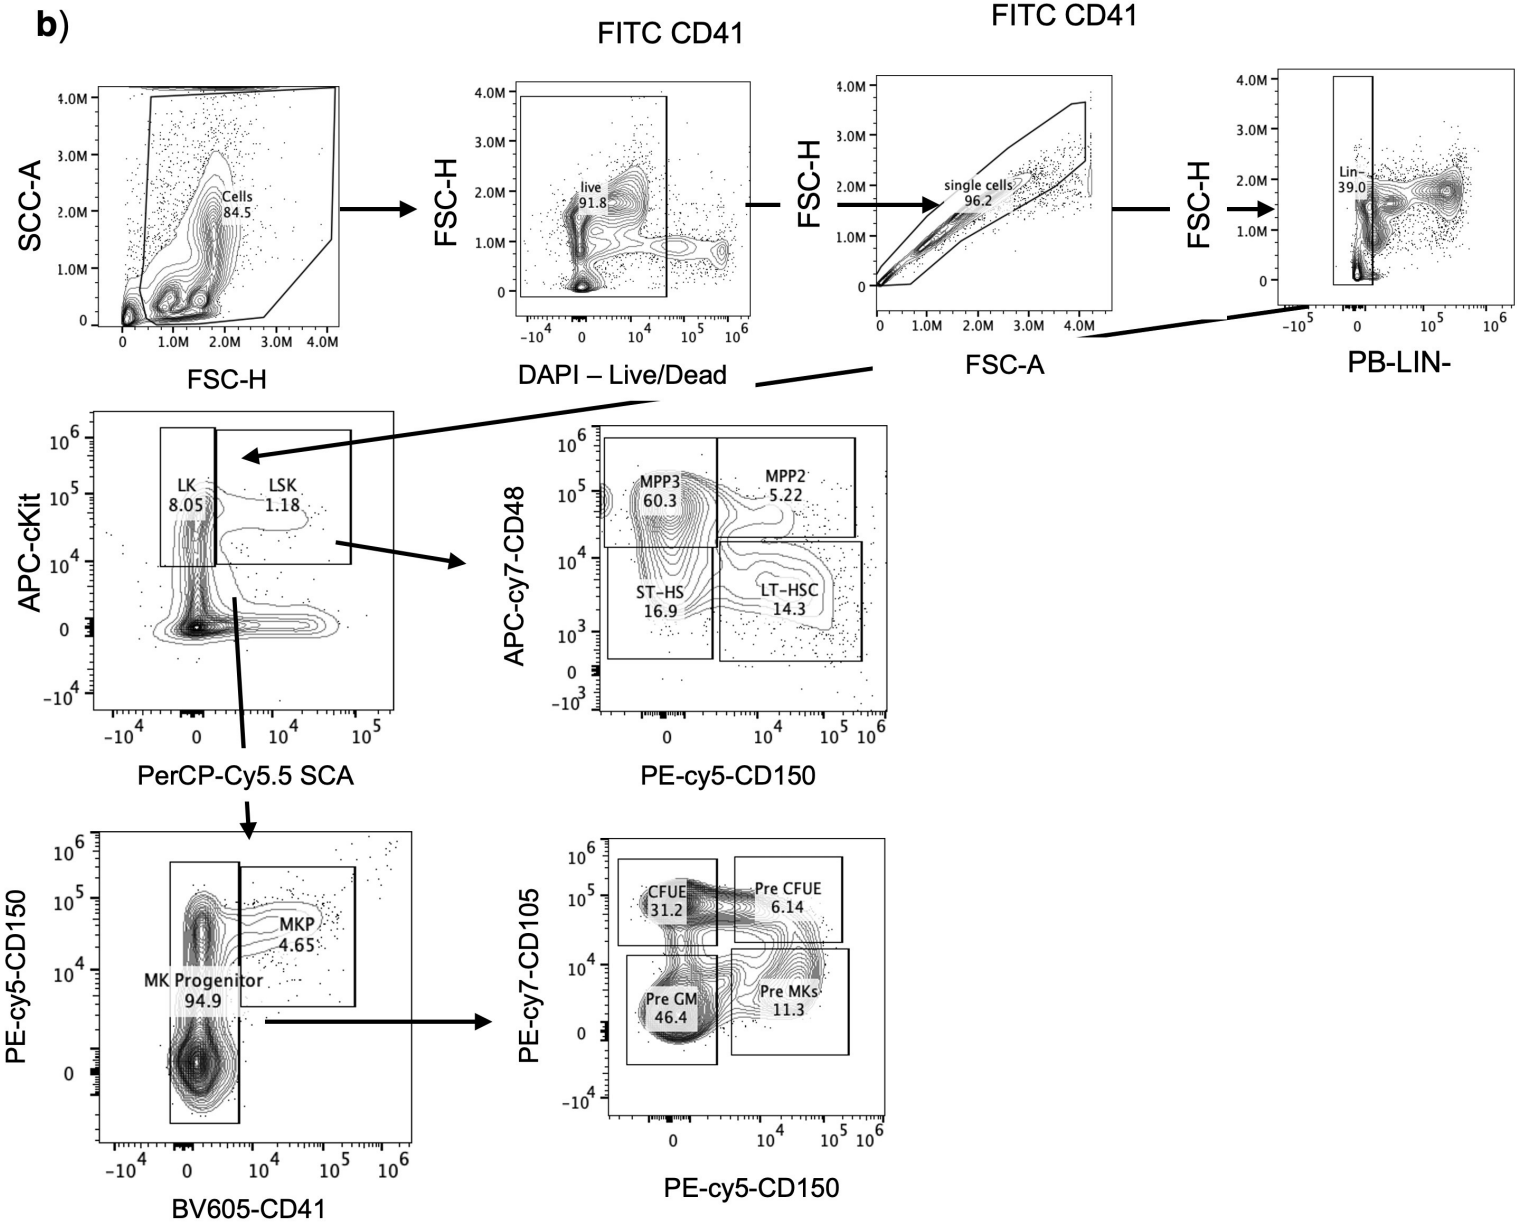 b)
FITC CD41
FITC CD41
SCC-A
4.0M
3.0M
2.0M
1.0M
0
Cells
84.5
0 1.0M 2.0M 3.0M 4.0M
FSC-H
FSC-H
4.0M
3.0M
2.0M
1.0M
0
live
91.8
-10^4 0 10^4 10^5 10^6
DAPI – Live/Dead
FSC-H
4.0M
3.0M
2.0M
1.0M
0
single cells
96.2
0 1.0M 2.0M 3.0M 4.0M
FSC-A
FSC-H
4.0M
3.0M
2.0M
1.0M
0
Lin-
39.0
-10^5 0 10^5 10^6
PB-LIN-
APC-cKit
10^6
10^5
10^4
0
-10^4
LK
8.05
LSK
1.18
-10^4 0 10^4 10^5
PerCP-Cy5.5 SCA
APC-cy7-CD48
10^6
10^5
10^4
10^3
0
-10^3
MPP3
60.3
MPP2
5.22
ST-HS
16.9
LT-HSC
14.3
0 10^4 10^5 10^6
PE-cy5-CD150
PE-cy5-CD150
10^6
10^5
10^4
0
MKP
4.65
MK Progenitor
94.9
-10^4 0 10^4 10^5 10^6
BV605-CD41
PE-cy7-CD105
10^6
10^5
10^4
0
-10^4
CFUE
31.2
Pre CFUE
6.14
Pre GM
46.4
Pre MKs
11.3
0 10^4 10^5 10^6
PE-cy5-CD150